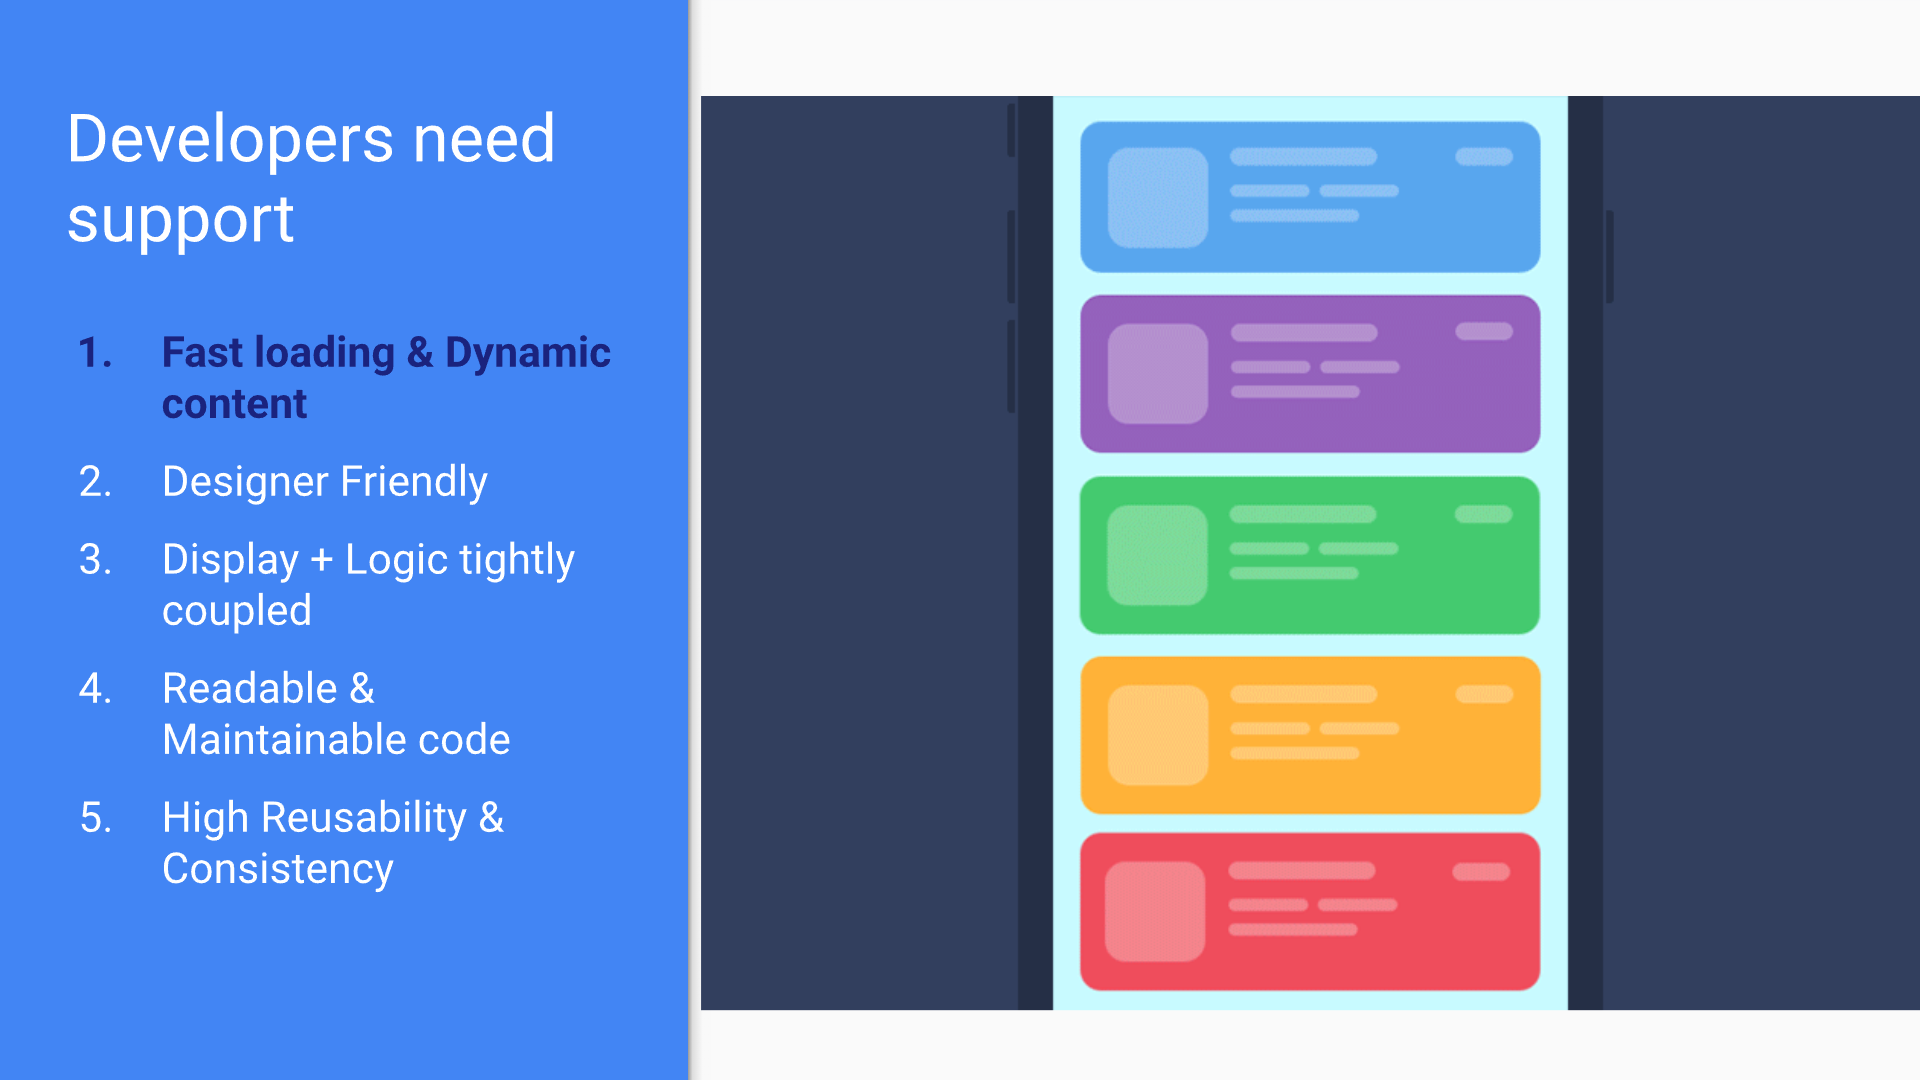 Developers need
support
1. Fast loading & Dynamic
content
2. Designer Friendly
3. Display + Logic tightly
coupled
4. Readable &
Maintainable code
5. High Reusability &
Consistency